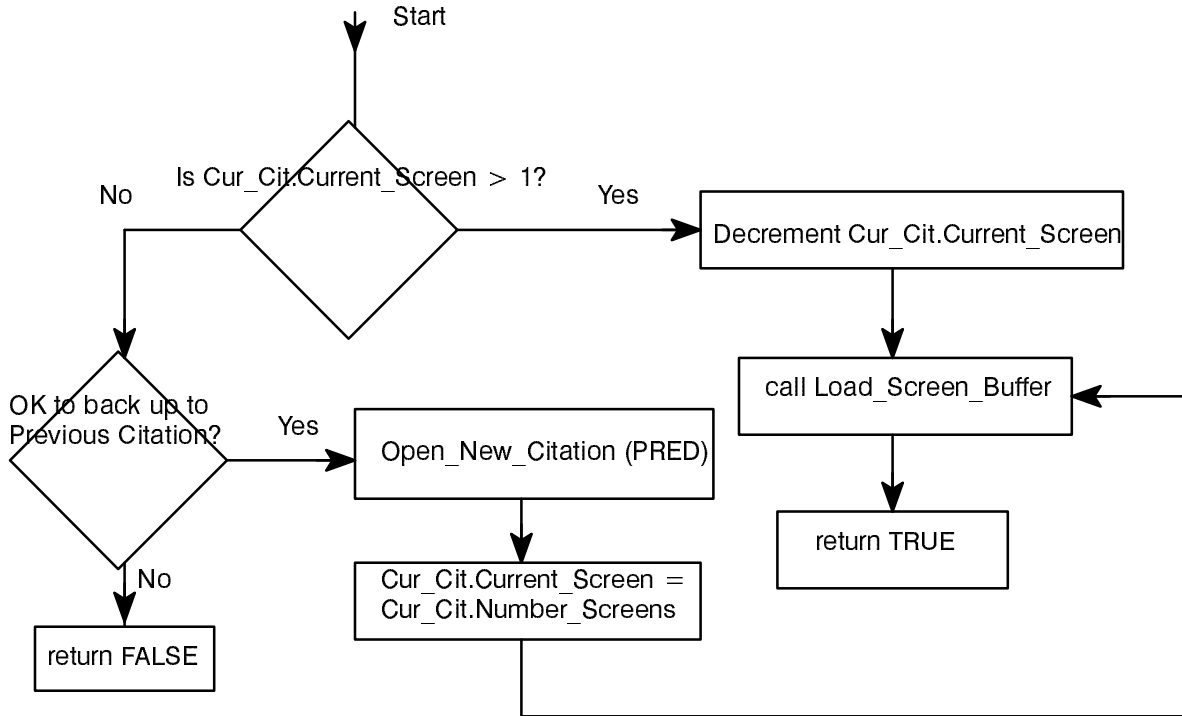 Start
Is Cur_Cit.Current_Screen > 1?
No
Yes
Decrement Cur_Cit.Current_Screen
call Load_Screen_Buffer
OK to back up to
Previous Citation?
Yes
Open_New_Citation (PRED)
return TRUE
No
Cur_Cit.Current_Screen =
Cur_Cit.Number_Screens
return FALSE